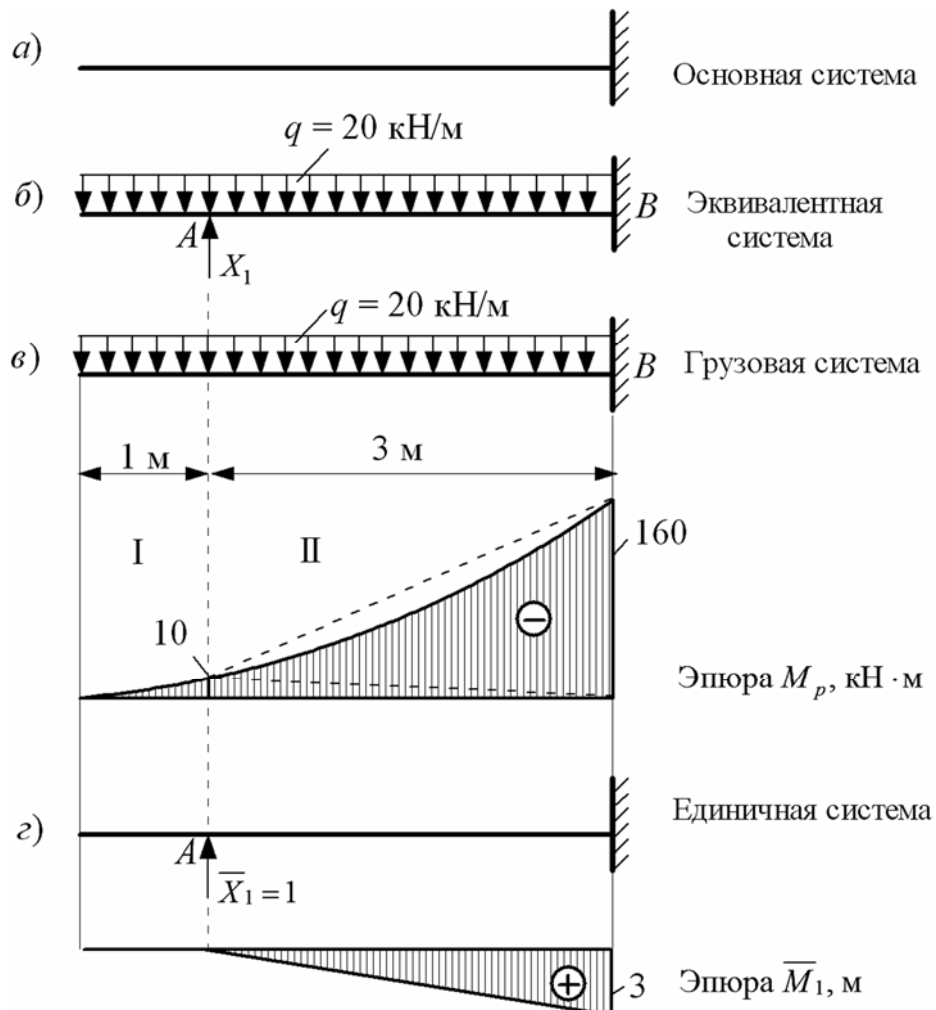 а)
Основная система
q = 20 кН/м
б)
A
X₁
B
Эквивалентная
система
q = 20 кН/м
в)
B
Грузовая система
1 м
3 м
I
II
160
10
Эпюра Mₚ, кН · м
г)
Единичная система
A
X̅₁ = 1
3
Эпюра M̅₁, м